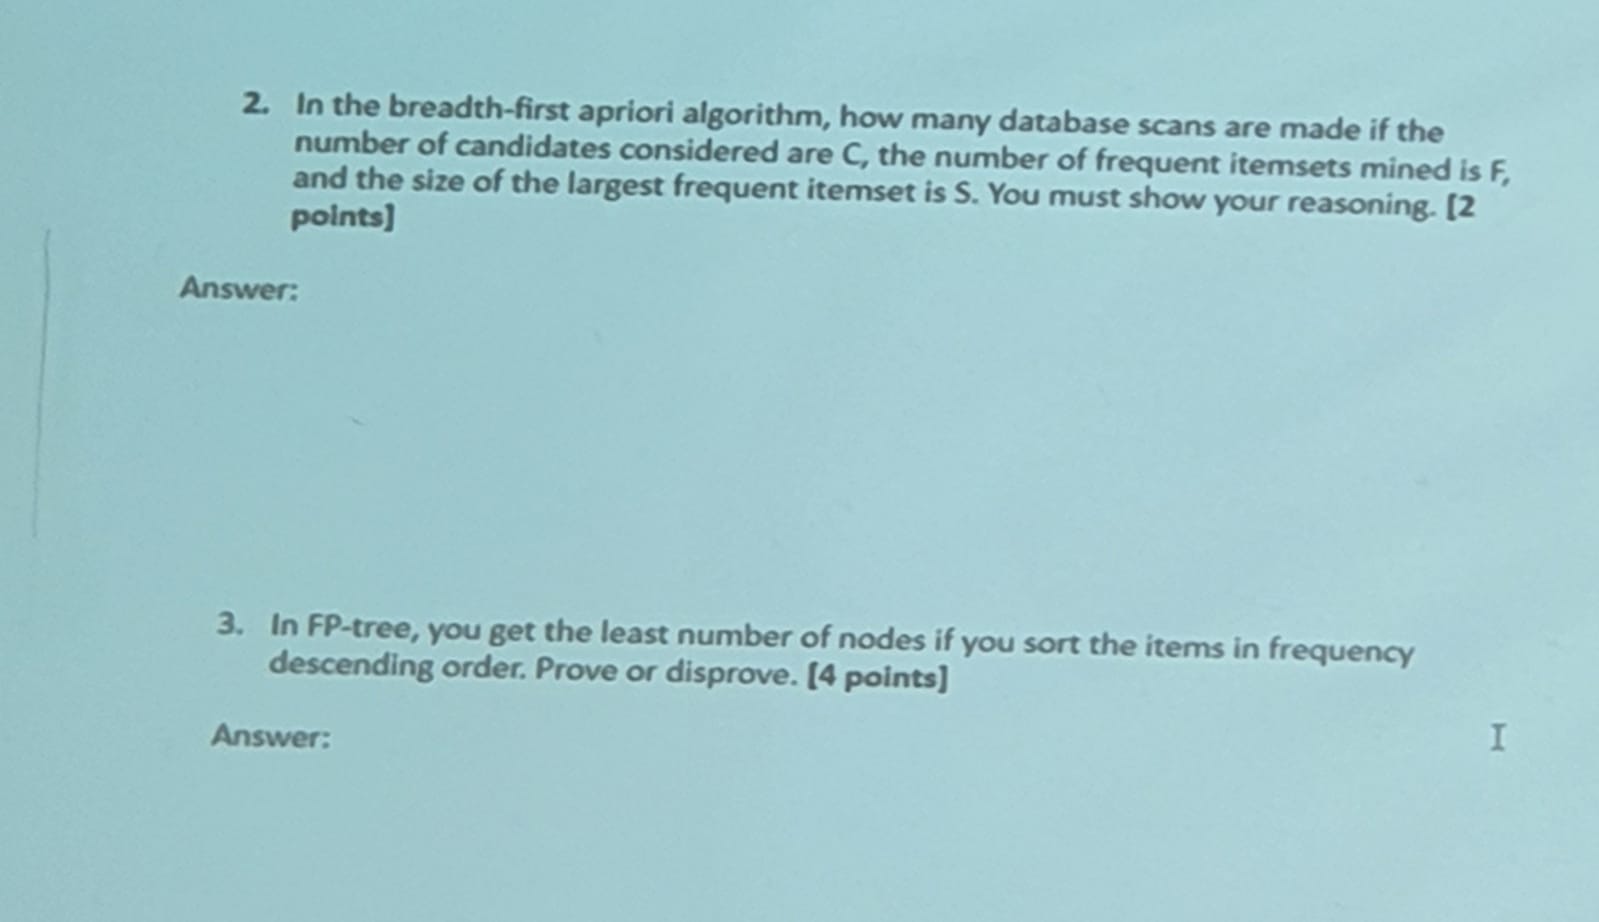 2. In the breadth-first apriori algorithm, how many database scans are made if the
number of candidates considered are C, the number of frequent itemsets mined is F,
and the size of the largest frequent itemset is S. You must show your reasoning. [2
points]
Answer:
3. In FP-tree, you get the least number of nodes if you sort the items in frequency
descending order. Prove or disprove. [4 points]
Answer: